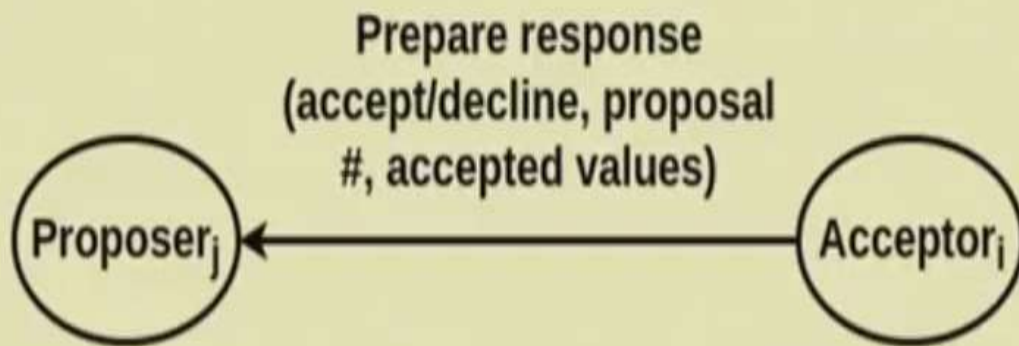 Prepare response
(accept/decline, proposal
#, accepted values)
Proposerj
Acceptori